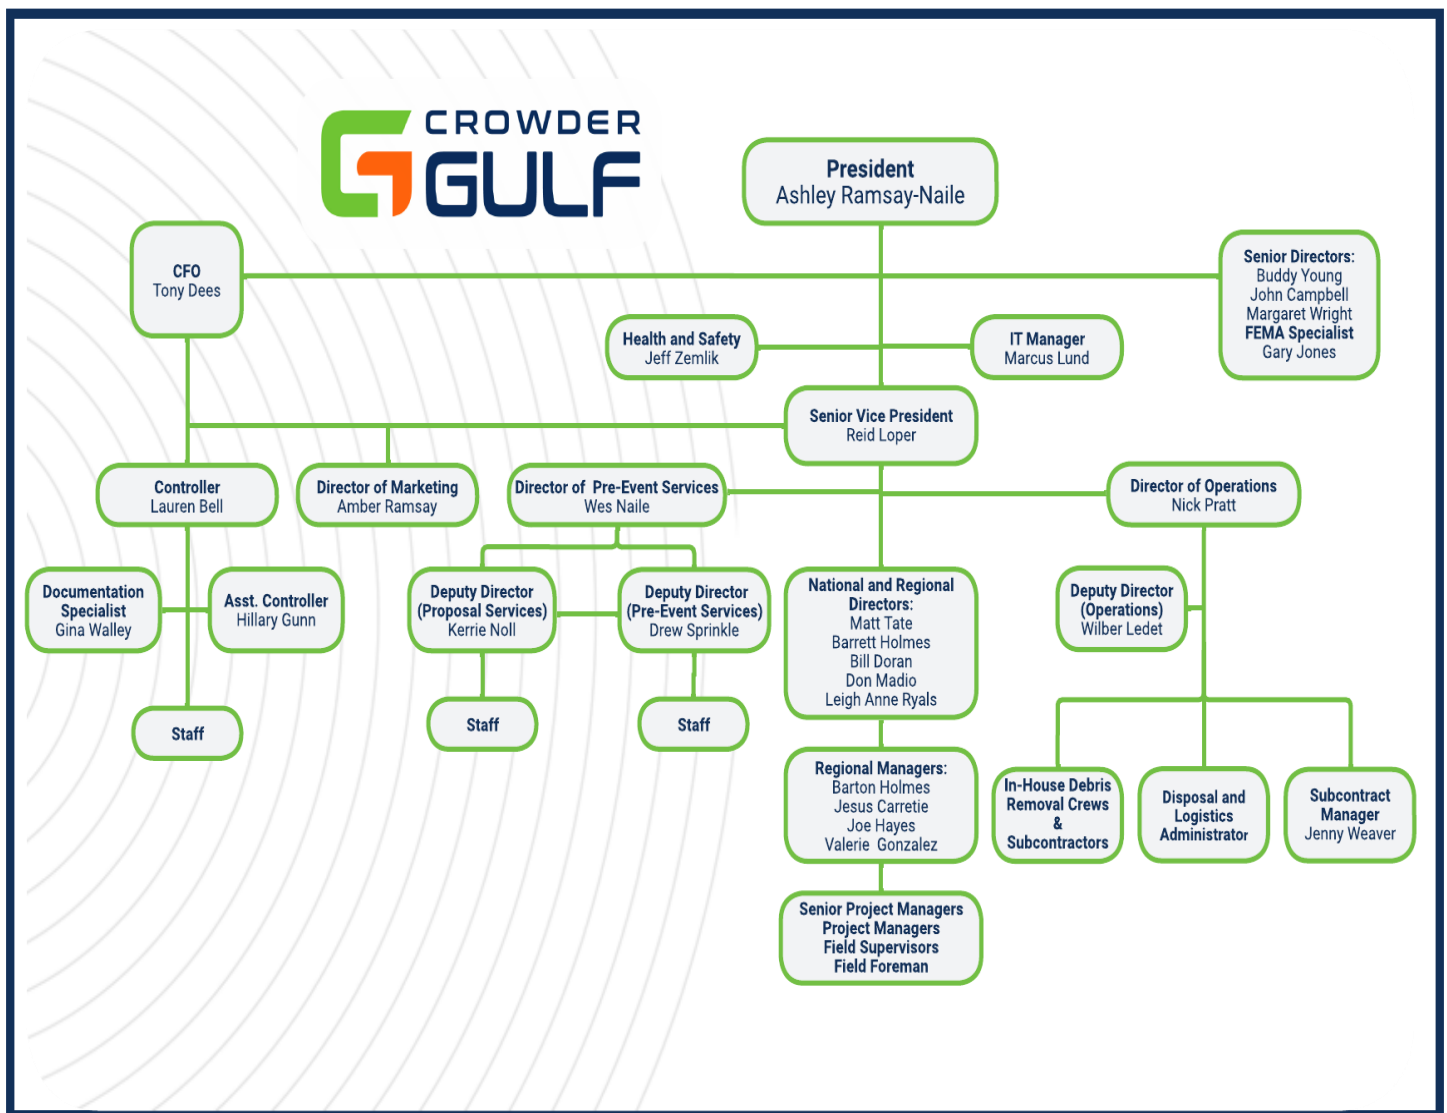 CROWDER
GULF
President
Ashley Ramsay-Naile
CFO
Tony Dees
Senior Directors:
Buddy Young
John Campbell
Margaret Wright
FEMA Specialist
Gary Jones
Health and Safety
Jeff Zemlik
IT Manager
Marcus Lund
Senior Vice President
Reid Loper
Controller
Lauren Bell
Director of Marketing
Amber Ramsay
Director of Pre-Event Services
Wes Naile
Director of Operations
Nick Pratt
Documentation
Specialist
Gina Walley
Asst. Controller
Hillary Gunn
Deputy Director
(Proposal Services)
Kerrie Noll
Deputy Director
(Pre-Event Services)
Drew Sprinkle
National and Regional
Directors:
Matt Tate
Barrett Holmes
Bill Doran
Don Madio
Leigh Anne Ryals
Deputy Director
(Operations)
Wilber Ledet
Staff
Staff
Staff
Regional Managers:
Barton Holmes
Jesus Carretie
Joe Hayes
Valerie Gonzalez
In-House Debris
Removal Crews
&
Subcontractors
Disposal and
Logistics
Administrator
Subcontract
Manager
Jenny Weaver
Senior Project Managers
Project Managers
Field Supervisors
Field Foreman